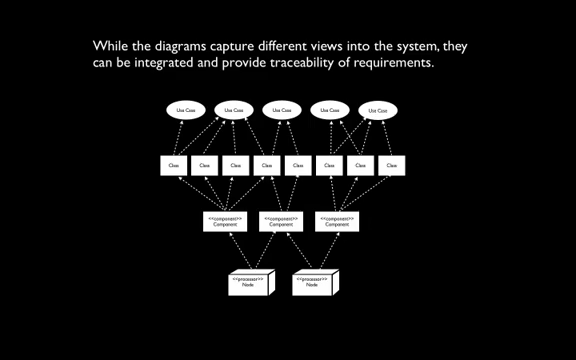 While the diagrams capture different views into the system, they
can be integrated and provide traceability of requirements.
Use Case Use Case Use Case Use Case Use Case
Class Class Class Class Class Class Class Class
<<component>> <<component>> <<component>>
Component Component Component
<<processor>> <<processor>>
Node Node